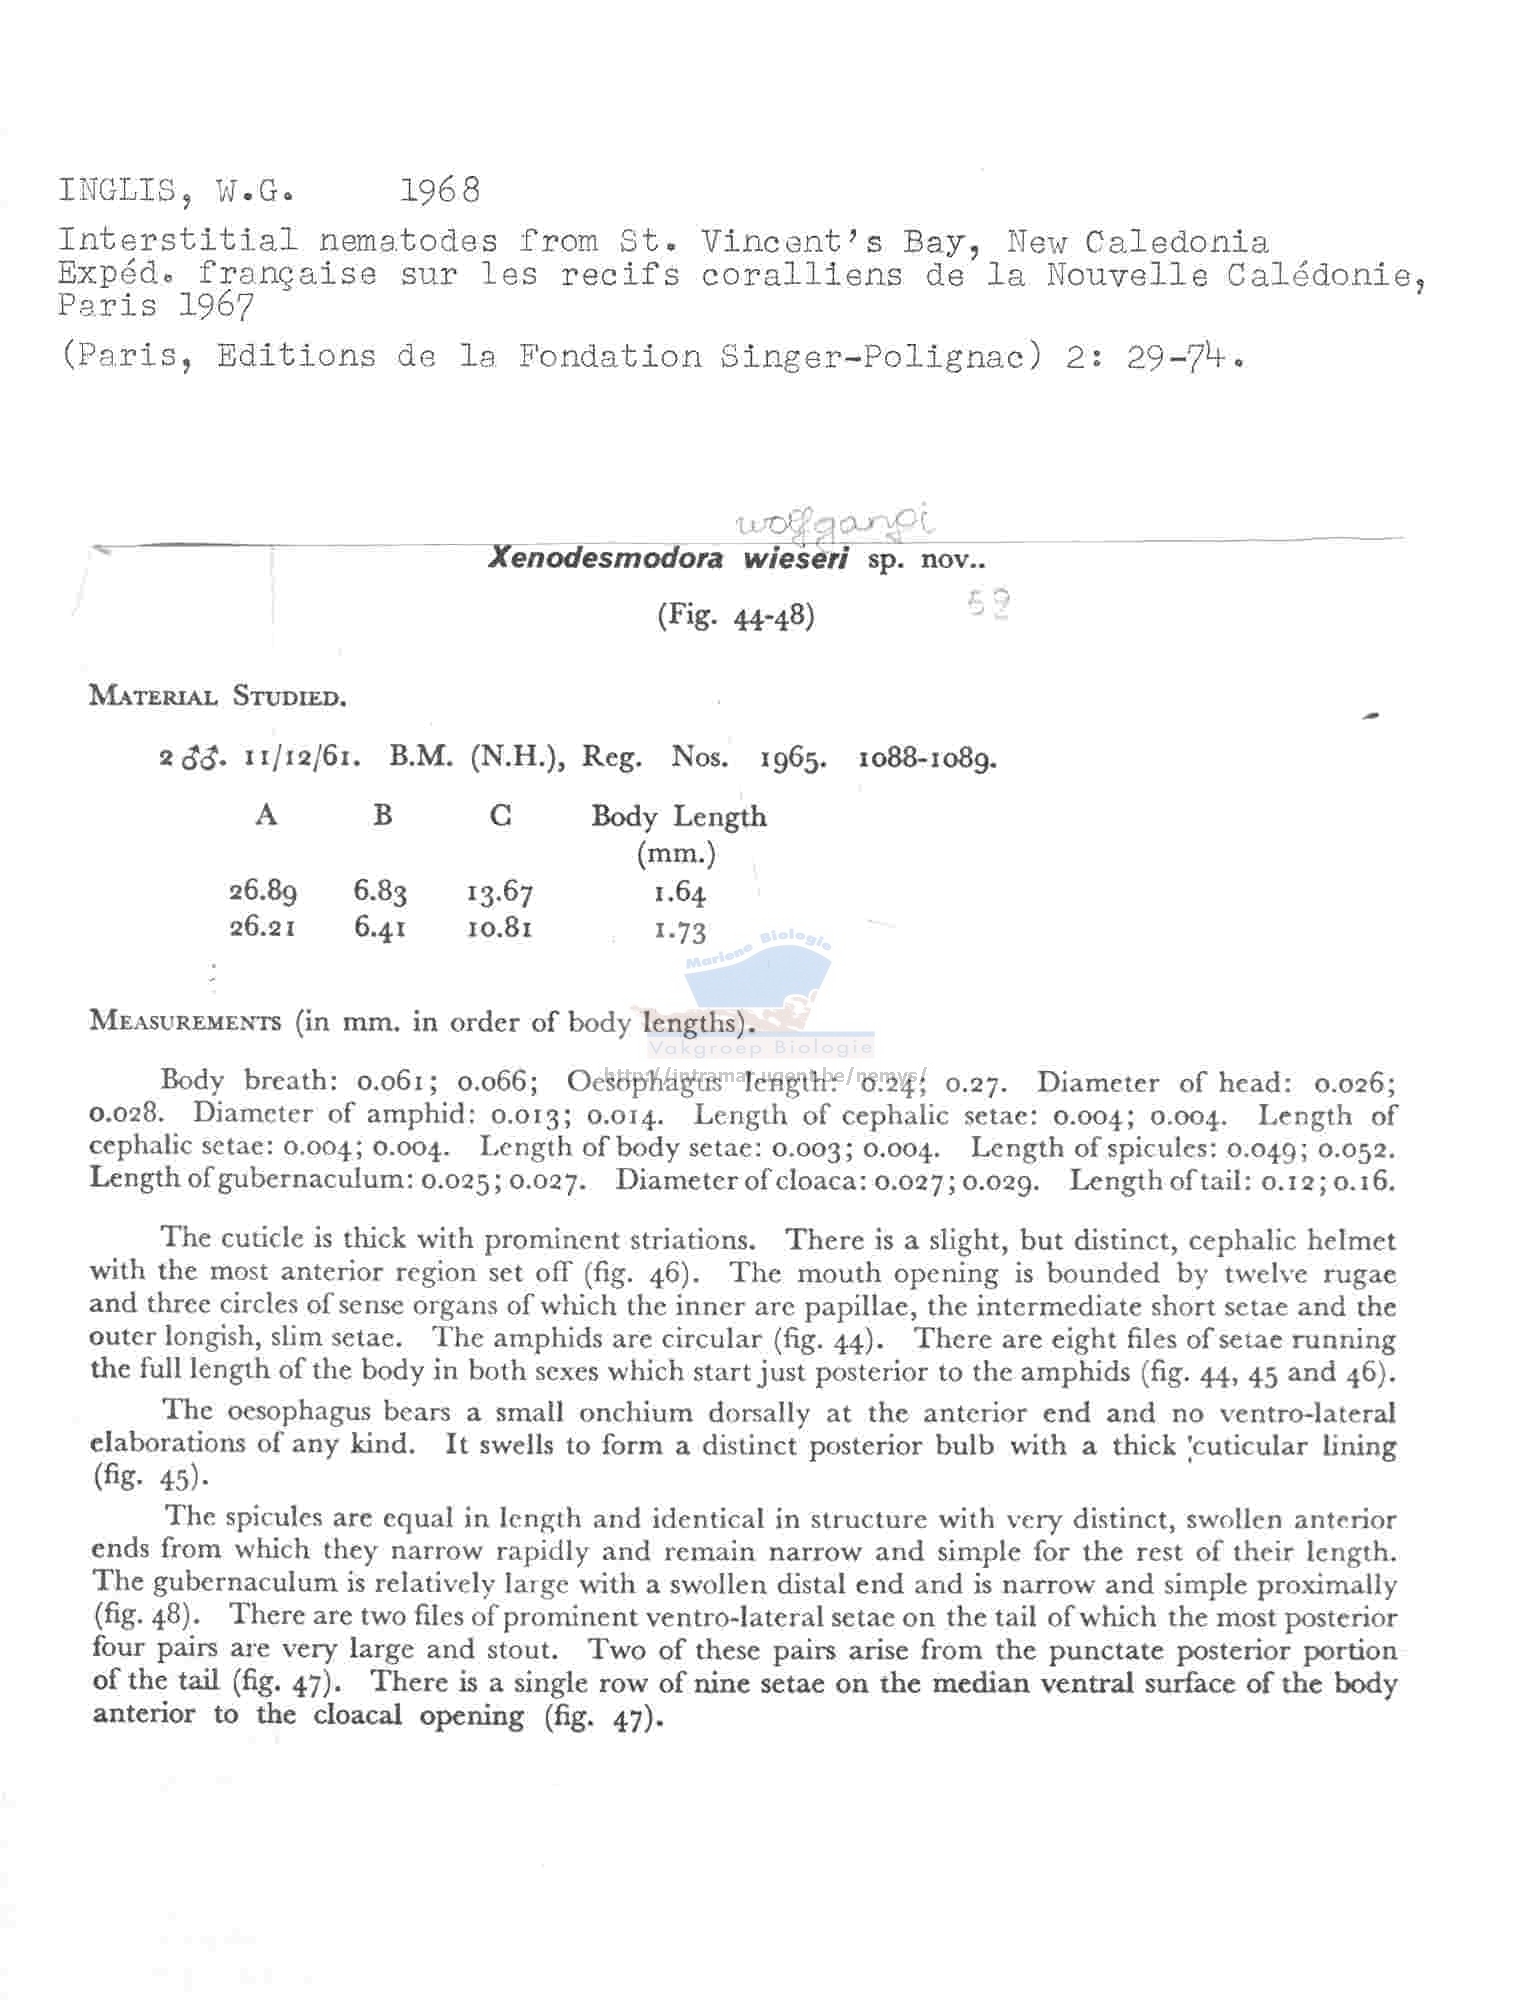 INGLIS, W.G. 1968
Interstitial nematodes from St. Vincent's Bay, New Caledonia
Expéd. française sur les recifs coralliens de la Nouvelle Calédonie,
Paris 1967
(Paris, Editions de la Fondation Singer-Polignac) 2: 29-74.
wolfgangi
Xenodesmodora wieseri sp. nov..
(Fig. 44-48)
52
MATERIAL STUDIED.
2 ♂♂. 11/12/61. B.M. (N.H.), Reg. Nos. 1965. 1088-1089.
A B C Body Length
(mm.)
26.89 6.83 13.67 1.64
26.21 6.41 10.81 1.73
Mariene Biologie
MEASUREMENTS (in mm. in order of body lengths).
Vakgroep Biologie
http://intramar.ugent.be/nemys/
Body breath: 0.061; 0.066; Oesophagus length: 0.24; 0.27. Diameter of head: 0.026;
0.028. Diameter of amphid: 0.013; 0.014. Length of cephalic setae: 0.004; 0.004. Length of
cephalic setae: 0.004; 0.004. Length of body setae: 0.003; 0.004. Length of spicules: 0.049; 0.052.
Length of gubernaculum: 0.025; 0.027. Diameter of cloaca: 0.027; 0.029. Length of tail: 0.12; 0.16.
The cuticle is thick with prominent striations. There is a slight, but distinct, cephalic helmet
with the most anterior region set off (fig. 46). The mouth opening is bounded by twelve rugae
and three circles of sense organs of which the inner are papillae, the intermediate short setae and the
outer longish, slim setae. The amphids are circular (fig. 44). There are eight files of setae running
the full length of the body in both sexes which start just posterior to the amphids (fig. 44, 45 and 46).
The oesophagus bears a small onchium dorsally at the anterior end and no ventro-lateral
elaborations of any kind. It swells to form a distinct posterior bulb with a thick cuticular lining
(fig. 45).
The spicules are equal in length and identical in structure with very distinct, swollen anterior
ends from which they narrow rapidly and remain narrow and simple for the rest of their length.
The gubernaculum is relatively large with a swollen distal end and is narrow and simple proximally
(fig. 48). There are two files of prominent ventro-lateral setae on the tail of which the most posterior
four pairs are very large and stout. Two of these pairs arise from the punctate posterior portion
of the tail (fig. 47). There is a single row of nine setae on the median ventral surface of the body
anterior to the cloacal opening (fig. 47).